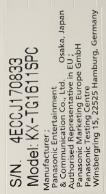 S/N. 4ECCJ170833
Model: KX-TG1611SPC
Manufacturer:
Panasonic Entertainment
& Communication Co., Ltd. Osaka, Japan
Authorised Representative in EU:
Panasonic Marketing Europe GmbH
Panasonic Testing Centre
Winsbergring 15, 22525 Hamburg, Germany